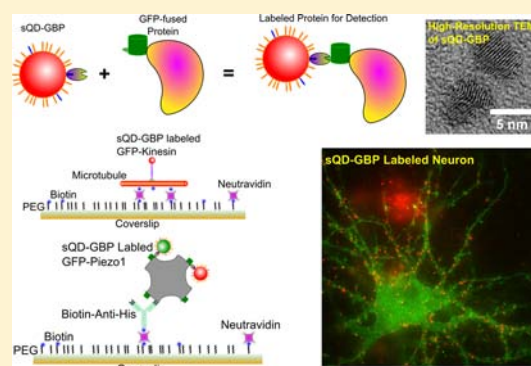 sQD-GBP
GFP-fused
Protein
Labeled Protein for Detection
+
=
High-Resolution TEM
of sQD-GBP
5 nm
sQD-GBP labeled
GFP-Kinesin
Microtubule
Biotin
Neutravidin
PEG
Coverslip
sQD-GBP Labled
GFP-Piezo1
Biotin-Anti-His
Biotin
Neutravidin
PEG
sQD-GBP Labeled Neuron